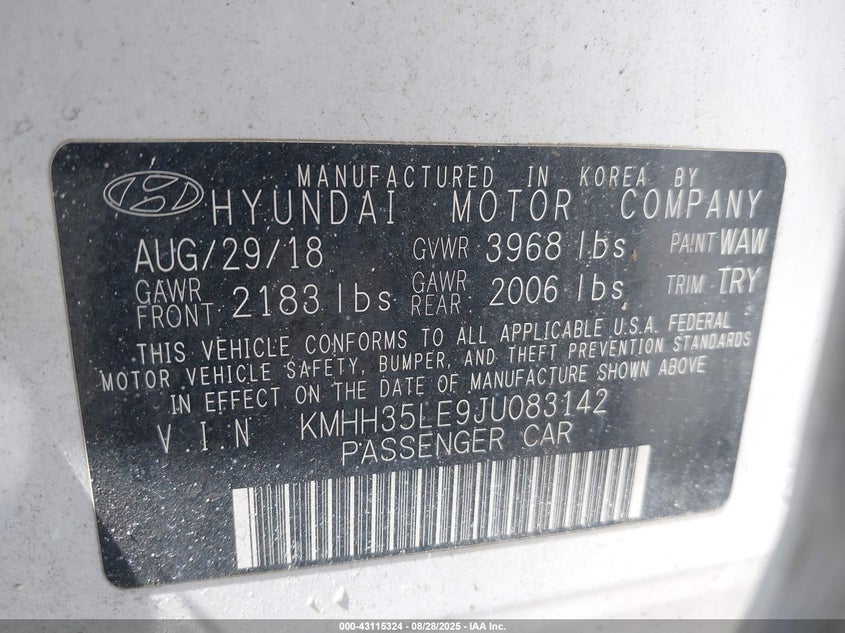 MANUFACTURED IN KOREA BY
HYUNDAI MOTOR COMPANY
AUG/29/18 GVWR 3968 lbs PAINT WAW
GAWR FRONT 2183 lbs GAWR REAR 2006 lbs TRIM TRY
THIS VEHICLE CONFORMS TO ALL APPLICABLE U.S.A. FEDERAL
MOTOR VEHICLE SAFETY, BUMPER, AND THEFT PREVENTION STANDARDS
IN EFFECT ON THE DATE OF MANUFACTURE SHOWN ABOVE
V.I.N KMHH35LE9JU083142
PASSENGER CAR
000-43115324 | 08/28/2025 - IAA Inc.